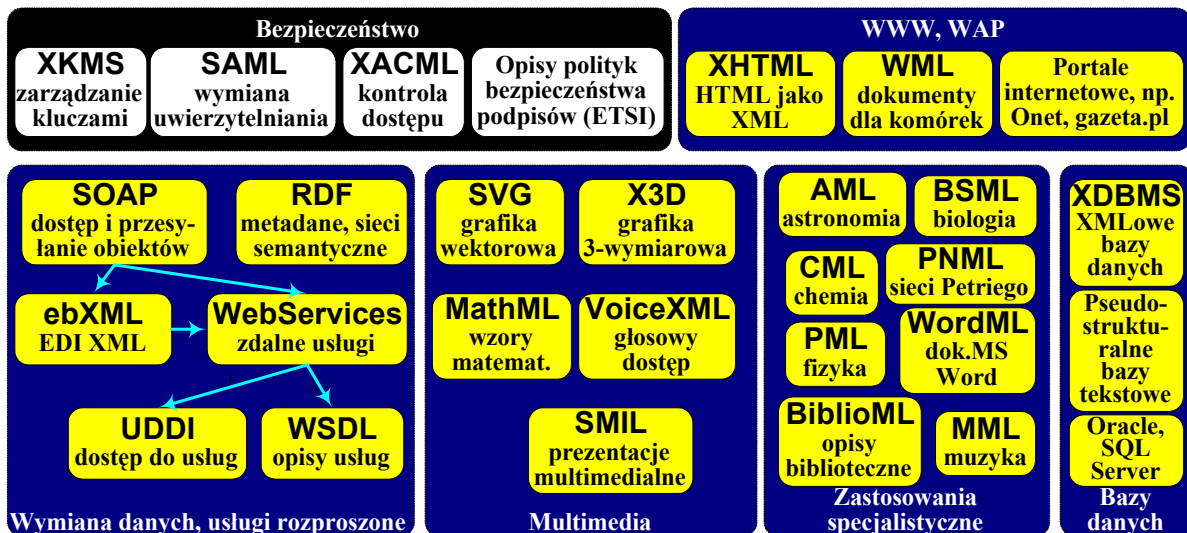 Bezpieczeństwo
XKMS
zarządzanie
kluczami
SAML
wymiana
uwierzytelniania
XACML
kontrola
dostępu
Opisy polityk
bezpieczeństwa
podpisów (ETSI)
WWW, WAP
XHTML
HTML jako
XML
WML
dokumenty
dla komórek
Portale
internetowe, np.
Onet, gazeta.pl
SOAP
dostęp i przesy-
łanie obiektów
RDF
metadane, sieci
semantyczne
ebXML
EDI XML
WebServices
zdalne usługi
UDDI
dostęp do usług
WSDL
opisy usług
Wymiana danych, usługi rozproszone
SVG
grafika
wektorowa
X3D
grafika
3-wymiarowa
MathML
wzory
matemat.
VoiceXML
głosowy
dostęp
SMIL
prezentacje
multimedialne
Multimedia
AML
astronomia
BSML
biologia
CML
chemia
PNML
sieci Petriego
PML
fizyka
WordML
dok.MS
Word
BiblioML
opisy
biblioteczne
MML
muzyka
Zastosowania
specjalistyczne
XDBMS
XMLowe
bazy
danych
Pseudo-
struktu-
ralne
bazy
tekstowe
Oracle,
SQL
Server
Bazy
danych